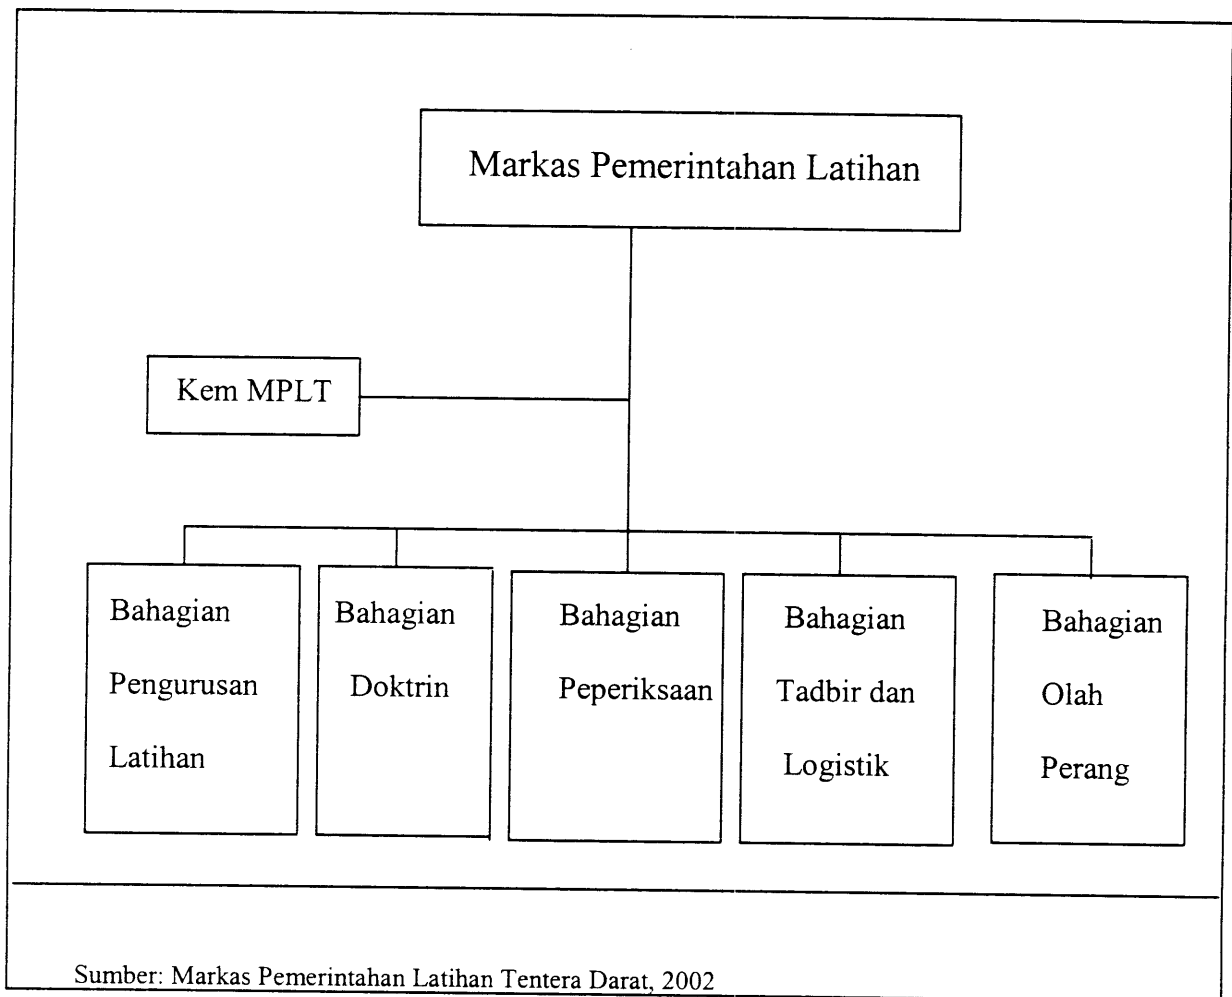 Markas Pemerintahan Latihan
Kem MPLT
Bahagian
Pengurusan
Latihan
Bahagian
Doktrin
Bahagian
Peperiksaan
Bahagian
Tadbir dan
Logistik
Bahagian
Olah
Perang
Sumber: Markas Pemerintahan Latihan Tentera Darat, 2002